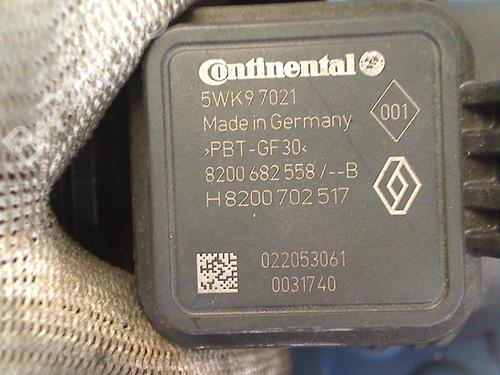 Continental
5WK9 7021
001
Made in Germany
›PBT-GF30‹
8200 682 558 /--B
H 8200 702 517
022053061
0031740